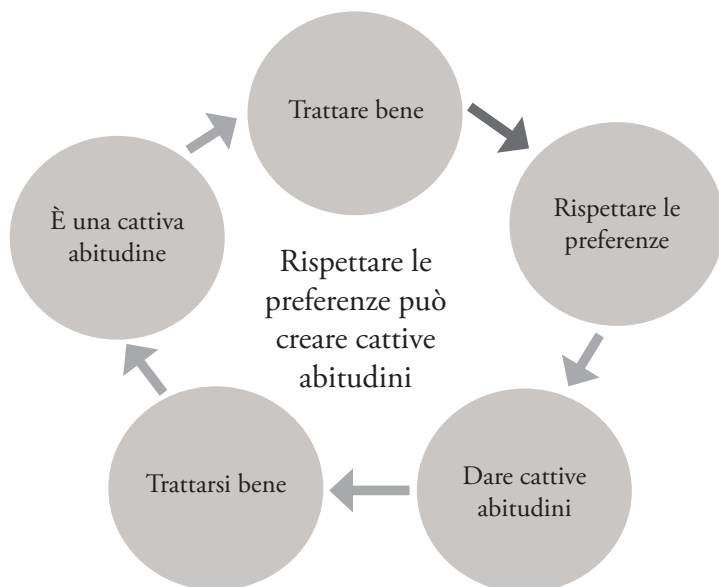 Trattare bene
Rispettare le
preferenze
Dare cattive
abitudini
Trattarsi bene
È una cattiva
abitudine
Rispettare le
preferenze può
creare cattive
abitudini